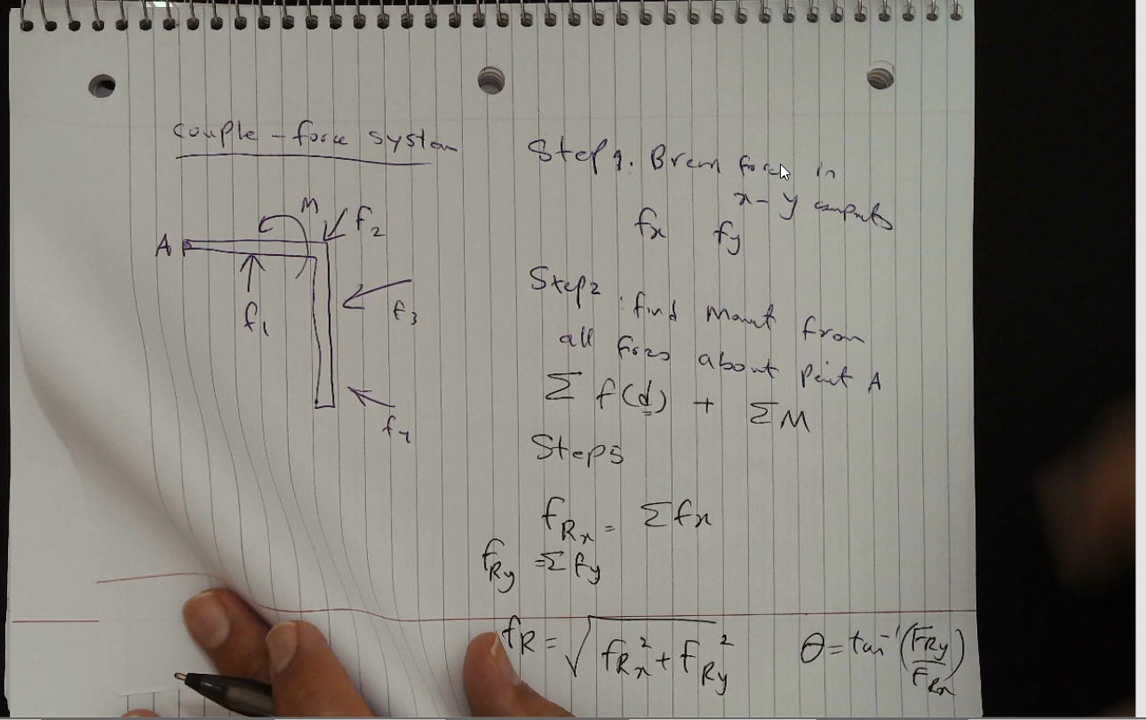 couple - force system
M
f2
A
f1
f3
f4
Step 1. Break force in
x - y components
fx fy
Step 2 : find Moment from
all forces about Point A
Σ f(d) + ΣM
Step 3
fRx = Σfx
fRy = Σfy
fR = √fRx² + fRy² θ = tan⁻¹(FRy/FRx)